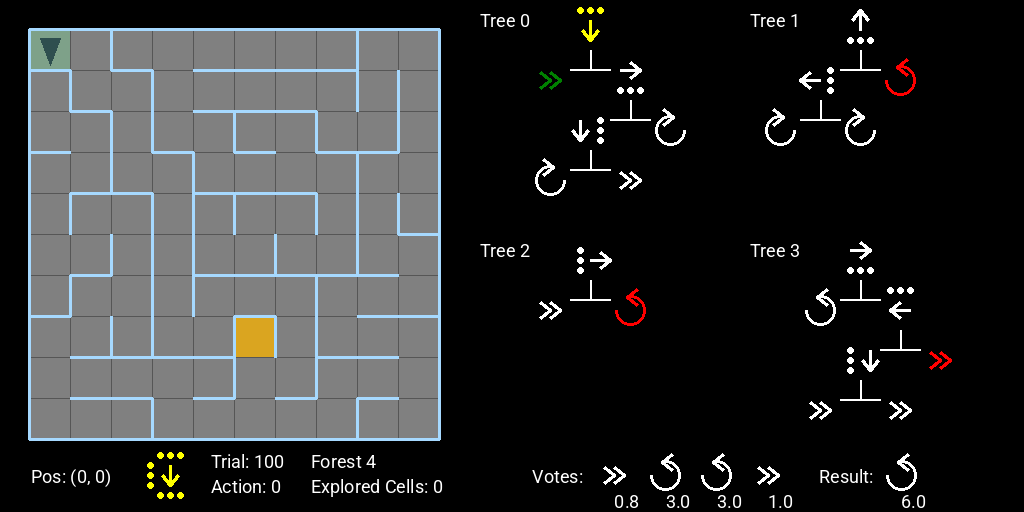 Tree 0
Tree 1
Tree 2
Tree 3
Pos: (0, 0)
Trial: 100 Forest 4
Action: 0 Explored Cells: 0
Votes: Result:
0.8 3.0 3.0 1.0 6.0